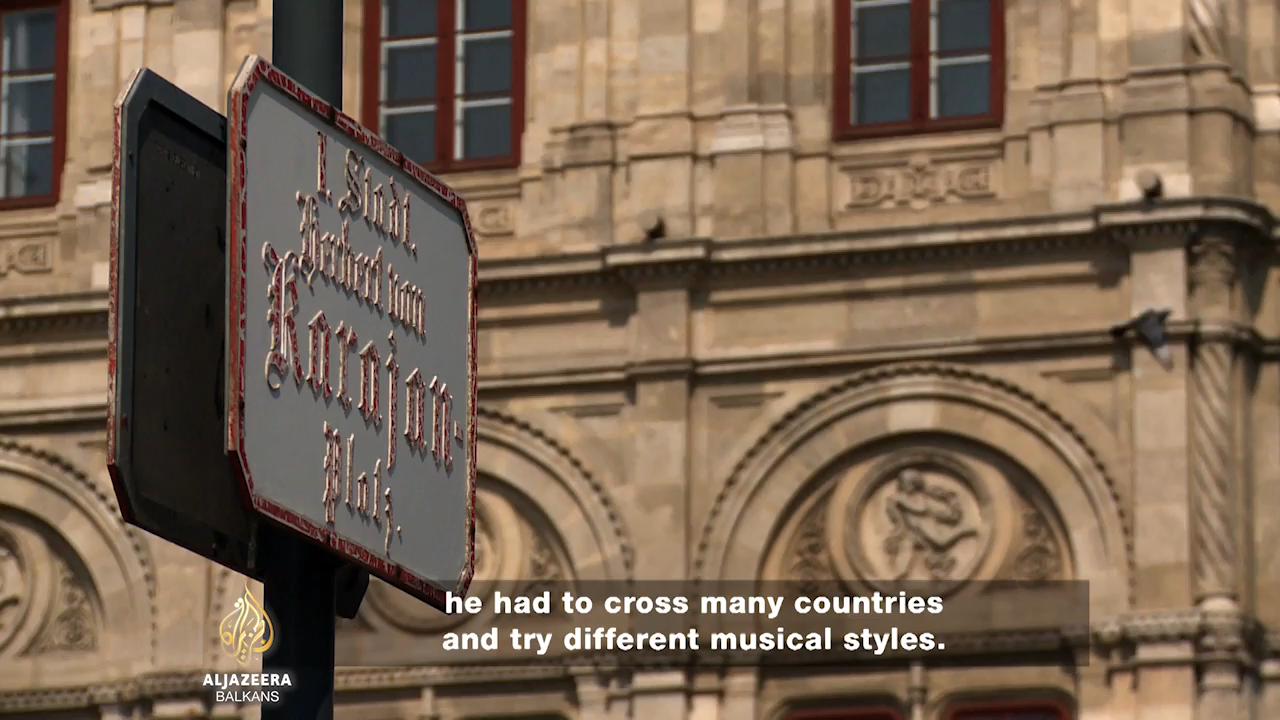 I. Stadt.
Herbert von
Karajan-
Platz.
he had to cross many countries
and try different musical styles.
ALJAZEERA
BALKANS